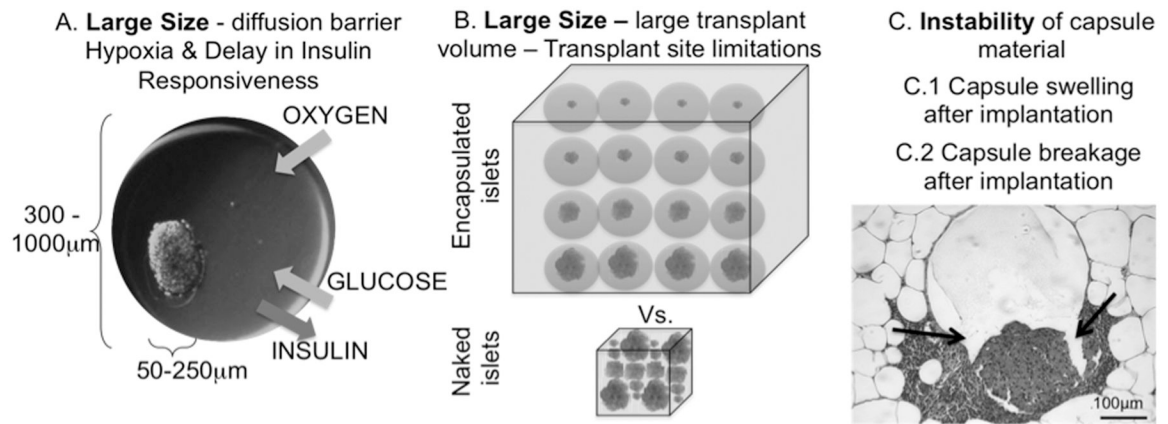 A. Large Size - diffusion barrier
Hypoxia & Delay in Insulin
Responsiveness
OXYGEN
300 -
1000μm
GLUCOSE
INSULIN
50-250μm
B. Large Size – large transplant
volume – Transplant site limitations
Encapsulated
islets
Vs.
Naked
islets
C. Instability of capsule
material
C.1 Capsule swelling
after implantation
C.2 Capsule breakage
after implantation
100μm